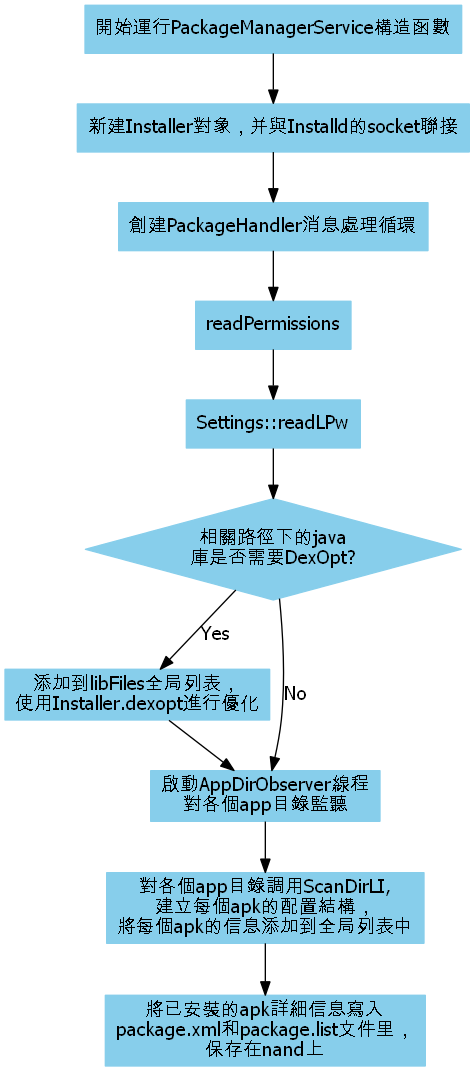 開始運行PackageManagerService構造函數
新建Installer對象，并與Installd的socket聯接
創建PackageHandler消息處理循環
readPermissions
Settings::readLPw
相關路徑下的java
庫是否需要DexOpt?
Yes
添加到libFiles全局列表，
使用Installer.dexopt進行優化
No
啟動AppDirObserver線程
對各個app目錄監聽
對各個app目錄調用ScanDirLI,
建立每個apk的配置結構，
將每個apk的信息添加到全局列表中
將已安裝的apk詳細信息寫入
package.xml和package.list文件里，
保存在nand上